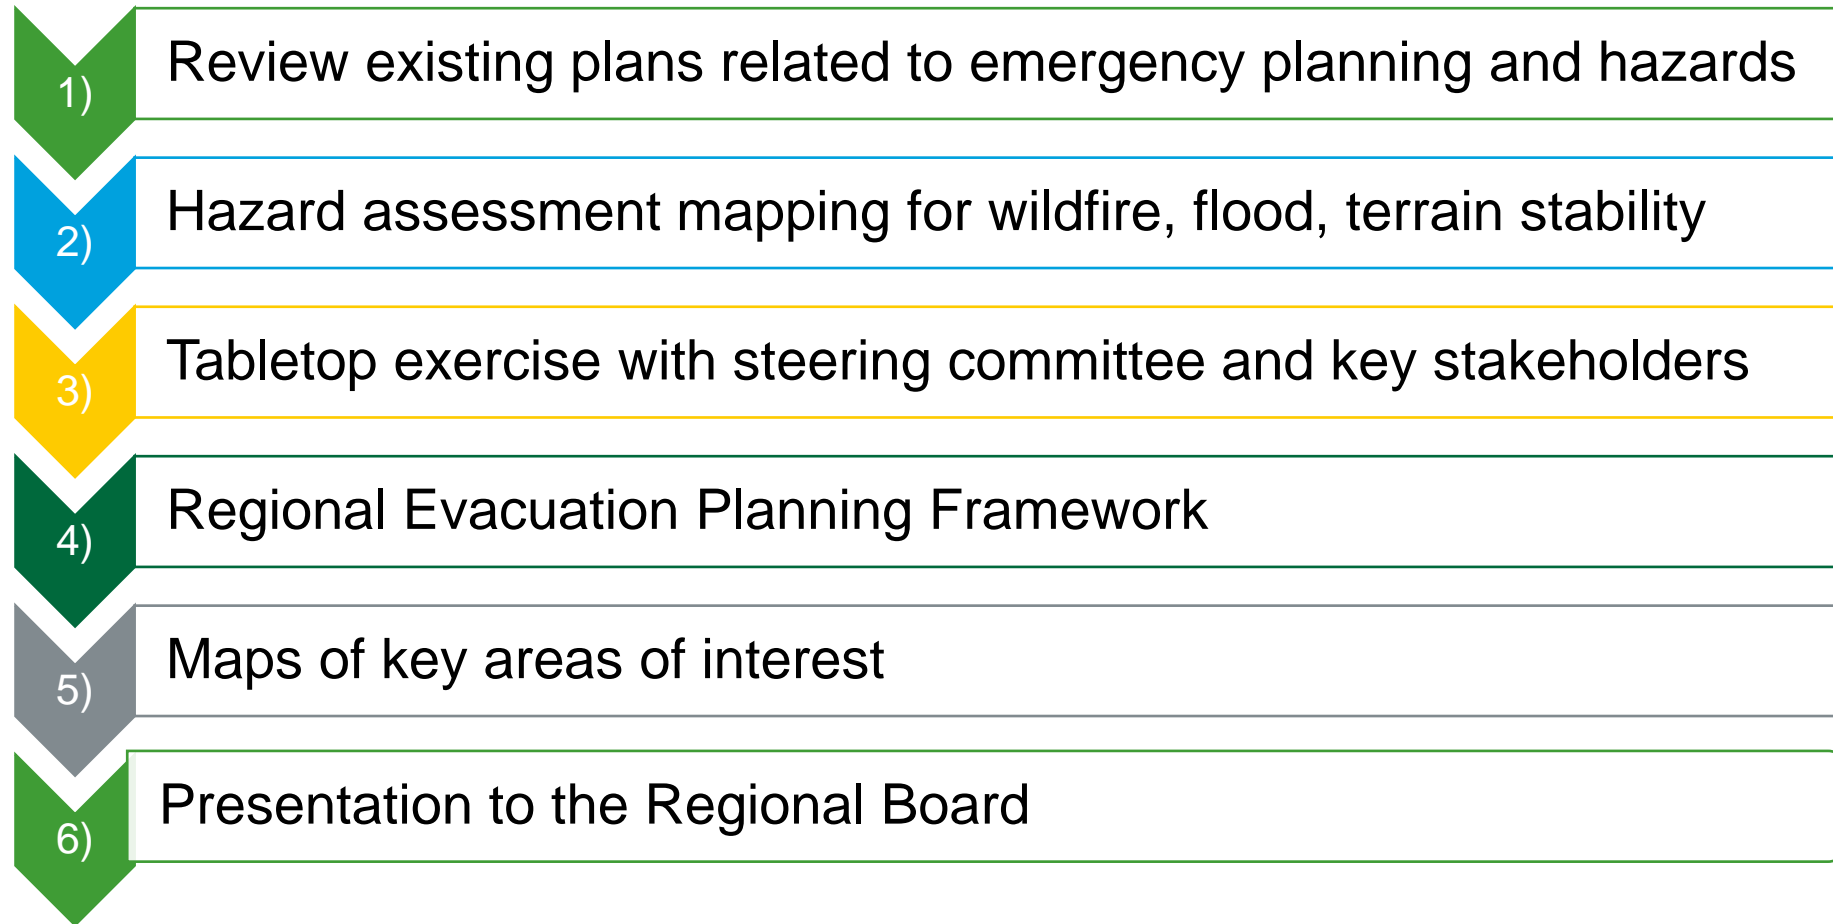 1) Review existing plans related to emergency planning and hazards
2) Hazard assessment mapping for wildfire, flood, terrain stability
3) Tabletop exercise with steering committee and key stakeholders
4) Regional Evacuation Planning Framework
5) Maps of key areas of interest
6) Presentation to the Regional Board